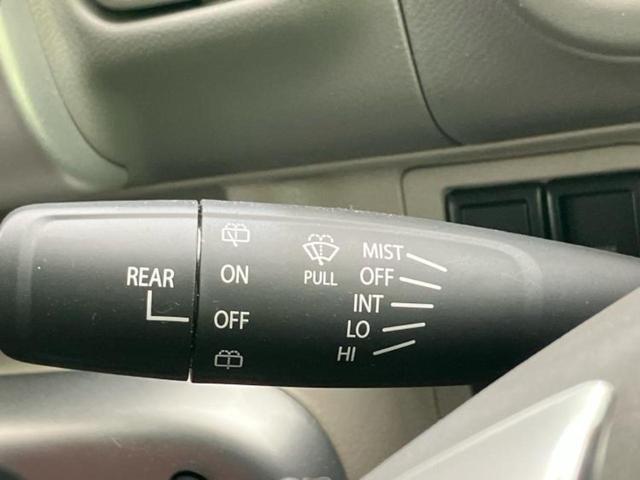 REAR
ON
OFF
PULL
MIST
OFF
INT
LO
HI